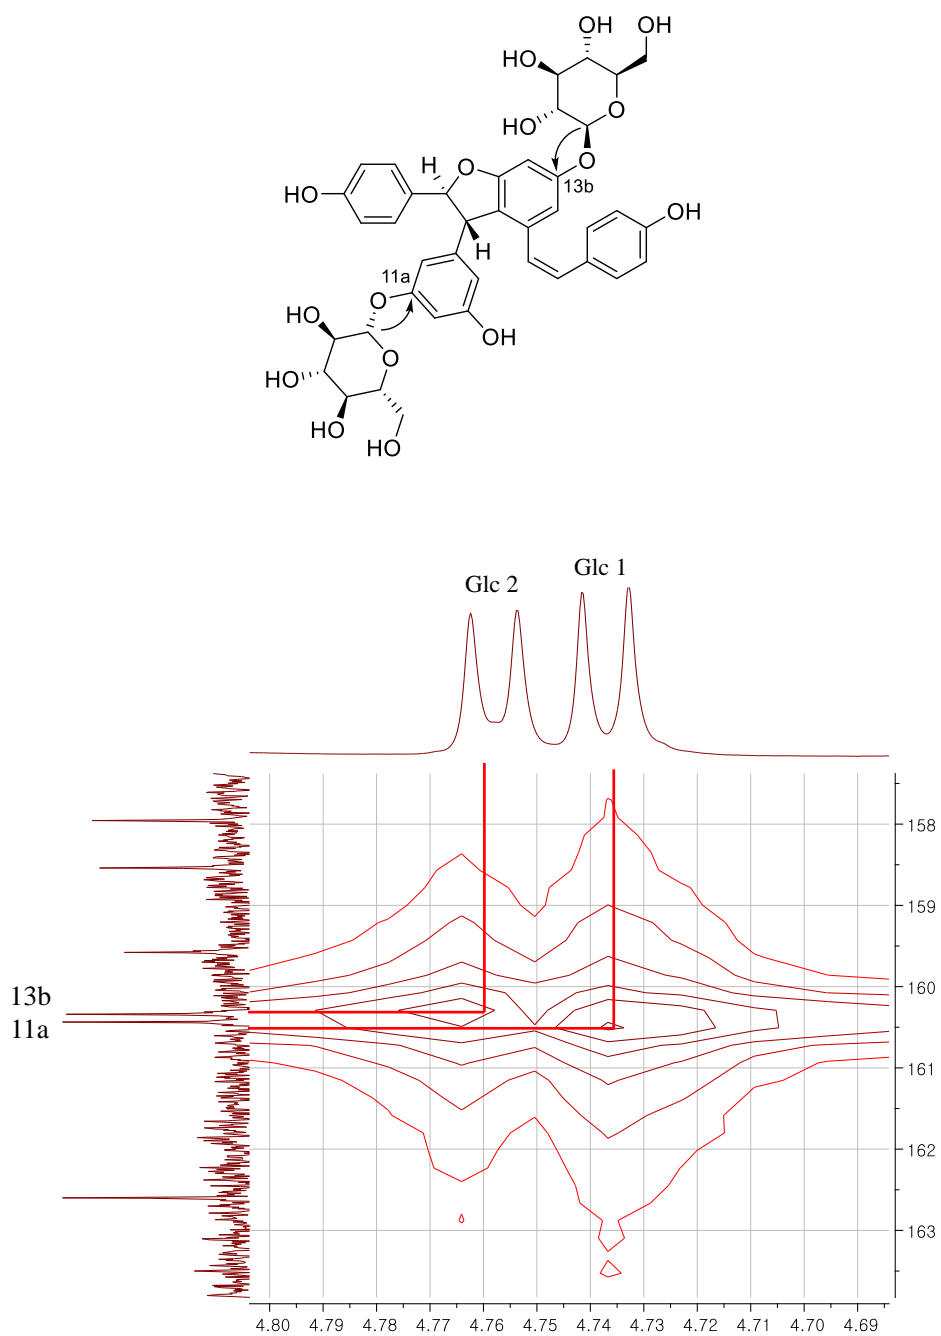 OH OH
HO
O
HO
O
13b
H O
HO
OH
H
11a
O
HO
OH
O
HO
HO
HO
Glc 2 Glc 1
158
159
160
13b
11a
161
162
163
4.80 4.79 4.78 4.77 4.76 4.75 4.74 4.73 4.72 4.71 4.70 4.69